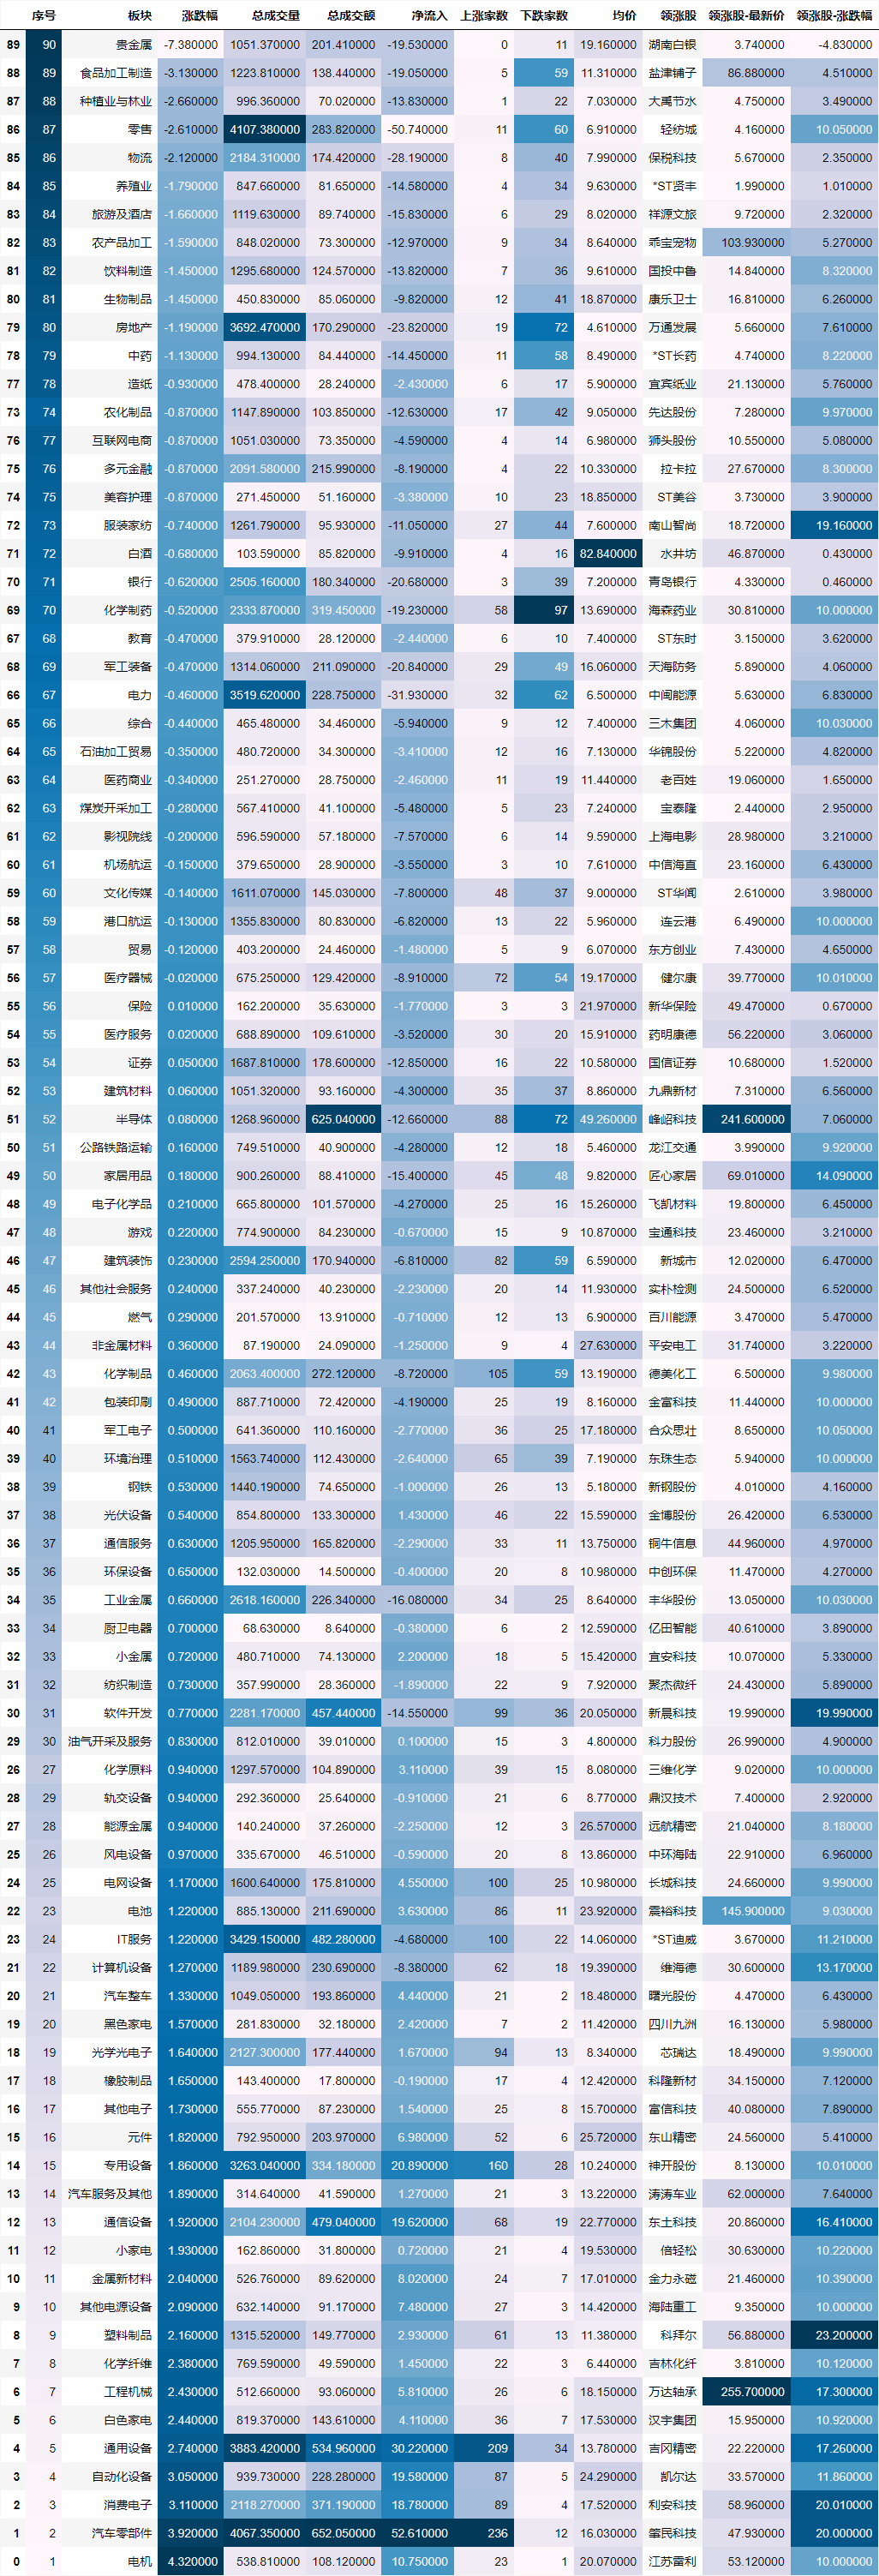 序号 板块 涨跌幅 总成交量 总成交额 净流入 上涨家数 下跌家数 均价 领涨股 领涨股-最新价 领涨股-涨跌幅
89 90 贵金属 -7.380000 1051.370000 201.410000 -19.530000 0 11 19.160000 湖南白银 3.740000 -4.830000
88 89 食品加工制造 -3.130000 1223.810000 138.440000 -19.050000 5 59 11.310000 盐津铺子 86.880000 4.510000
87 88 种植业与林业 -2.660000 996.360000 70.020000 -13.830000 1 22 7.030000 大禹节水 4.750000 3.490000
86 87 零售 -2.610000 4107.380000 283.820000 -50.740000 11 60 6.910000 轻纺城 4.160000 10.050000
85 86 物流 -2.120000 2184.310000 174.420000 -28.190000 8 40 7.990000 保税科技 5.670000 2.350000
84 85 养殖业 -1.790000 847.660000 81.650000 -14.580000 4 34 9.630000 *ST贤丰 1.990000 1.010000
83 84 旅游及酒店 -1.660000 1119.630000 89.740000 -15.830000 6 29 8.020000 祥源文旅 9.720000 2.320000
82 83 农产品加工 -1.590000 848.020000 73.300000 -12.970000 9 34 8.640000 乖宝宠物 103.930000 5.270000
81 82 饮料制造 -1.450000 1295.680000 124.570000 -13.820000 7 36 9.610000 国投中鲁 14.840000 8.320000
80 81 生物制品 -1.450000 450.830000 85.060000 -9.820000 12 41 18.870000 康乐卫士 16.810000 6.260000
79 80 房地产 -1.190000 3692.470000 170.290000 -23.820000 19 72 4.610000 万通发展 5.660000 7.610000
78 79 中药 -1.130000 994.130000 84.440000 -14.450000 11 58 8.490000 *ST长药 4.740000 8.220000
77 78 造纸 -0.930000 478.400000 28.240000 -2.430000 6 17 5.900000 宜宾纸业 21.130000 5.760000
73 74 农化制品 -0.870000 1147.890000 103.850000 -12.630000 17 42 9.050000 先达股份 7.280000 9.970000
76 77 互联网电商 -0.870000 1051.030000 73.350000 -4.590000 4 14 6.980000 狮头股份 10.550000 5.080000
75 76 多元金融 -0.870000 2091.580000 215.990000 -8.190000 4 22 10.330000 拉卡拉 27.670000 8.300000
74 75 美容护理 -0.870000 271.450000 51.160000 -3.380000 10 23 18.850000 ST美谷 3.730000 3.900000
72 73 服装家纺 -0.740000 1261.790000 95.930000 -11.050000 27 44 7.600000 南山智尚 18.720000 19.160000
71 72 白酒 -0.680000 103.590000 85.820000 -9.910000 4 16 82.840000 水井坊 46.870000 0.430000
70 71 银行 -0.620000 2505.160000 180.340000 -20.680000 3 39 7.200000 青岛银行 4.330000 0.460000
69 70 化学制药 -0.520000 2333.870000 319.450000 -19.230000 58 97 13.690000 海森药业 30.810000 10.000000
67 68 教育 -0.470000 379.910000 28.120000 -2.440000 6 10 7.400000 ST东时 3.150000 3.620000
68 69 军工装备 -0.470000 1314.060000 211.090000 -20.840000 29 49 16.060000 天海防务 5.890000 4.060000
66 67 电力 -0.460000 3519.620000 228.750000 -31.930000 32 62 6.500000 中闽能源 5.630000 6.830000
65 66 综合 -0.440000 465.480000 34.460000 -5.940000 9 12 7.400000 三木集团 4.060000 10.030000
64 65 石油加工贸易 -0.350000 480.720000 34.300000 -3.410000 12 16 7.130000 华锦股份 5.220000 4.820000
63 64 医药商业 -0.340000 251.270000 28.750000 -2.460000 11 19 11.440000 老百姓 19.060000 1.650000
62 63 煤炭开采加工 -0.280000 567.410000 41.100000 -5.480000 5 23 7.240000 宝泰隆 2.440000 2.950000
61 62 影视院线 -0.200000 596.590000 57.180000 -7.570000 6 14 9.590000 上海电影 28.980000 3.210000
60 61 机场航运 -0.150000 379.650000 28.900000 -3.550000 3 10 7.610000 中信海直 23.160000 6.430000
59 60 文化传媒 -0.140000 1611.070000 145.030000 -7.800000 48 37 9.000000 ST华闻 2.610000 3.980000
58 59 港口航运 -0.130000 1355.830000 80.830000 -6.820000 13 22 5.960000 连云港 6.490000 10.000000
57 58 贸易 -0.120000 403.200000 24.460000 -1.480000 5 9 6.070000 东方创业 7.430000 4.650000
56 57 医疗器械 -0.020000 675.250000 129.420000 -8.910000 72 54 19.170000 健尔康 39.770000 10.010000
55 56 保险 0.010000 162.200000 35.630000 -1.770000 3 3 21.970000 新华保险 49.470000 0.670000
54 55 医疗服务 0.020000 688.890000 109.610000 -3.520000 30 20 15.910000 药明康德 56.220000 3.060000
53 54 证券 0.050000 1687.810000 178.600000 -12.850000 16 22 10.580000 国信证券 10.680000 1.520000
52 53 建筑材料 0.060000 1051.320000 93.160000 -4.300000 35 37 8.860000 九鼎新材 7.310000 6.560000
51 52 半导体 0.080000 1268.960000 625.040000 -12.660000 88 72 49.260000 峰岹科技 241.600000 7.060000
50 51 公路铁路运输 0.160000 749.510000 40.900000 -4.280000 12 18 5.460000 龙江交通 3.990000 9.920000
49 50 家居用品 0.180000 900.260000 88.410000 -15.400000 45 48 9.820000 匠心家居 69.010000 14.090000
48 49 电子化学品 0.210000 665.800000 101.570000 -4.270000 25 16 15.260000 飞凯材料 19.800000 6.450000
47 48 游戏 0.220000 774.900000 84.230000 -0.670000 15 9 10.870000 宝通科技 23.460000 3.210000
46 47 建筑装饰 0.230000 2594.250000 170.940000 -6.810000 82 59 6.590000 新城市 12.020000 6.470000
45 46 其他社会服务 0.240000 337.240000 40.230000 -2.230000 20 14 11.930000 实朴检测 24.500000 6.520000
44 45 燃气 0.290000 201.570000 13.910000 -0.710000 12 13 6.900000 百川能源 3.470000 5.470000
43 44 非金属材料 0.360000 87.190000 24.090000 -1.250000 9 4 27.630000 平安电工 31.740000 3.220000
42 43 化学制品 0.460000 2063.400000 272.120000 -8.720000 105 59 13.190000 德美化工 6.500000 9.980000
41 42 包装印刷 0.490000 887.710000 72.420000 -4.190000 25 19 8.160000 金富科技 11.440000 10.000000
40 41 军工电子 0.500000 641.360000 110.160000 -2.770000 36 25 17.180000 合众思壮 8.650000 10.050000
39 40 环境治理 0.510000 1563.740000 112.430000 -2.640000 65 39 7.190000 东珠生态 5.940000 10.000000
38 39 钢铁 0.530000 1440.190000 74.650000 -1.000000 26 13 5.180000 新钢股份 4.010000 4.160000
37 38 光伏设备 0.540000 854.800000 133.300000 1.430000 46 22 15.590000 金博股份 26.420000 6.530000
36 37 通信服务 0.630000 1205.950000 165.820000 -2.290000 33 11 13.750000 铜牛信息 44.960000 4.970000
35 36 环保设备 0.650000 132.030000 14.500000 -0.400000 20 8 10.980000 中创环保 11.470000 4.270000
34 35 工业金属 0.660000 2618.160000 226.340000 -16.080000 34 25 8.640000 丰华股份 13.050000 10.030000
33 34 厨卫电器 0.700000 68.630000 8.640000 -0.380000 6 2 12.590000 亿田智能 40.610000 3.890000
32 33 小金属 0.720000 480.710000 74.130000 2.200000 18 5 15.420000 宜安科技 10.070000 5.330000
31 32 纺织制造 0.730000 357.990000 28.360000 -1.890000 22 9 7.920000 聚杰微纤 24.430000 5.890000
30 31 软件开发 0.770000 2281.170000 457.440000 -14.550000 99 36 20.050000 新晨科技 19.990000 19.990000
29 30 油气开采及服务 0.830000 812.010000 39.010000 0.100000 15 3 4.800000 科力股份 26.990000 4.900000
26 27 化学原料 0.940000 1297.570000 104.890000 3.110000 39 15 8.080000 三维化学 9.020000 10.000000
28 29 轨交设备 0.940000 292.360000 25.640000 -0.910000 21 6 8.770000 鼎汉技术 7.400000 2.920000
27 28 能源金属 0.940000 140.240000 37.260000 -2.250000 12 3 26.570000 远航精密 21.040000 8.180000
25 26 风电设备 0.970000 335.670000 46.510000 -0.590000 20 8 13.860000 中环海陆 22.910000 6.960000
24 25 电网设备 1.170000 1600.640000 175.810000 4.550000 100 25 10.980000 长城科技 24.660000 9.990000
22 23 电池 1.220000 885.130000 211.690000 3.630000 86 11 23.920000 震裕科技 145.900000 9.030000
23 24 IT服务 1.220000 3429.150000 482.280000 -4.680000 100 22 14.060000 *ST迪威 3.670000 11.210000
21 22 计算机设备 1.270000 1189.980000 230.690000 -8.380000 62 18 19.390000 维海德 30.600000 13.170000
20 21 汽车整车 1.330000 1049.050000 193.860000 4.440000 21 2 18.480000 曙光股份 4.470000 6.430000
19 20 黑色家电 1.570000 281.830000 32.180000 2.420000 7 2 11.420000 四川九洲 16.130000 5.980000
18 19 光学光电子 1.640000 2127.300000 177.440000 1.670000 94 13 8.340000 芯瑞达 18.490000 9.990000
17 18 橡胶制品 1.650000 143.400000 17.800000 -0.190000 17 4 12.420000 科隆新材 34.150000 7.120000
16 17 其他电子 1.730000 555.770000 87.230000 1.540000 25 8 15.700000 富信科技 40.080000 7.890000
15 16 元件 1.820000 792.950000 203.970000 6.980000 52 6 25.720000 东山精密 24.560000 5.410000
14 15 专用设备 1.860000 3263.040000 334.180000 20.890000 160 28 10.240000 神开股份 8.130000 10.010000
13 14 汽车服务及其他 1.890000 314.640000 41.590000 1.270000 21 3 13.220000 涛涛车业 62.000000 7.640000
12 13 通信设备 1.920000 2104.230000 479.040000 19.620000 68 19 22.770000 东土科技 20.860000 16.410000
11 12 小家电 1.930000 162.860000 31.800000 0.720000 21 4 19.530000 倍轻松 30.630000 10.220000
10 11 金属新材料 2.040000 526.760000 89.620000 8.020000 24 7 17.010000 金力永磁 21.460000 10.390000
9 10 其他电源设备 2.090000 632.140000 91.170000 7.480000 27 3 14.420000 海陆重工 9.350000 10.000000
8 9 塑料制品 2.160000 1315.520000 149.770000 2.930000 61 13 11.380000 科拜尔 56.880000 23.200000
7 8 化学纤维 2.380000 769.590000 49.590000 1.450000 22 3 6.440000 吉林化纤 3.810000 10.120000
6 7 工程机械 2.430000 512.660000 93.060000 5.810000 26 6 18.150000 万达轴承 255.700000 17.300000
5 6 白色家电 2.440000 819.370000 143.610000 4.110000 36 7 17.530000 汉宇集团 15.950000 10.920000
4 5 通用设备 2.740000 3883.420000 534.960000 30.220000 209 34 13.780000 吉冈精密 22.220000 17.260000
3 4 自动化设备 3.050000 939.730000 228.280000 19.580000 87 5 24.290000 凯尔达 33.570000 11.860000
2 3 消费电子 3.110000 2118.270000 371.190000 18.780000 89 4 17.520000 利安科技 58.960000 20.010000
1 2 汽车零部件 3.920000 4067.350000 652.050000 52.610000 236 12 16.030000 肇民科技 47.930000 20.000000
0 1 电机 4.320000 538.810000 108.120000 10.750000 23 1 20.070000 江苏雷利 53.120000 10.000000